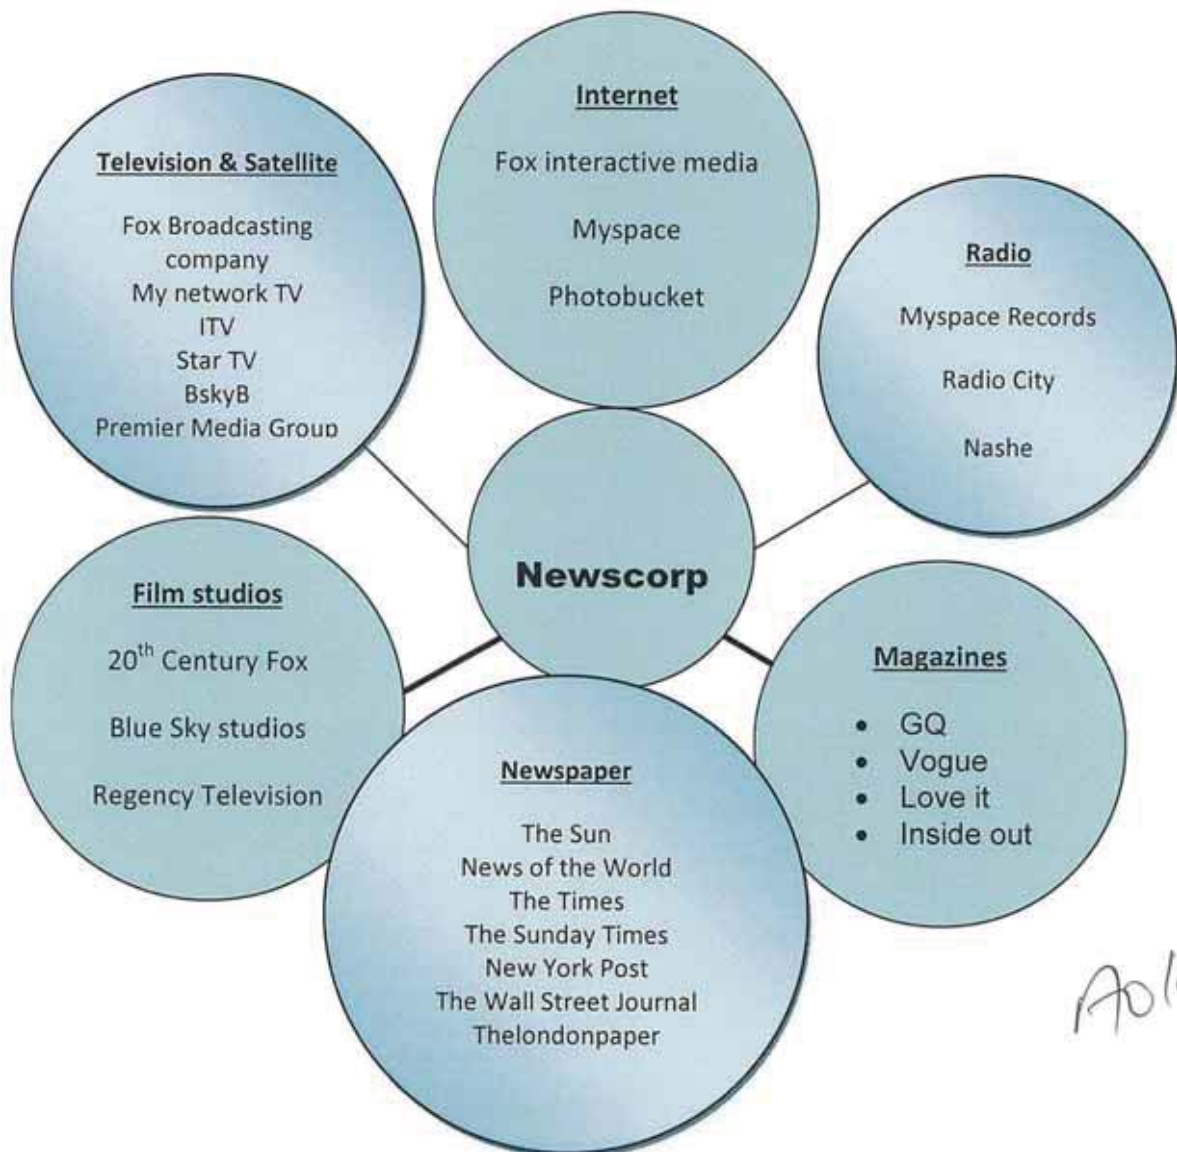 Television & Satellite
Fox Broadcasting
company
My network TV
ITV
Star TV
BskyB
Premier Media Group
Internet
Fox interactive media
Myspace
Photobucket
Radio
Myspace Records
Radio City
Nashe
Newscorp
Film studios
20th Century Fox
Blue Sky studios
Regency Television
Newspaper
The Sun
News of the World
The Times
The Sunday Times
New York Post
The Wall Street Journal
Thelondonpaper
Magazines
• GQ
• Vogue
• Love it
• Inside out